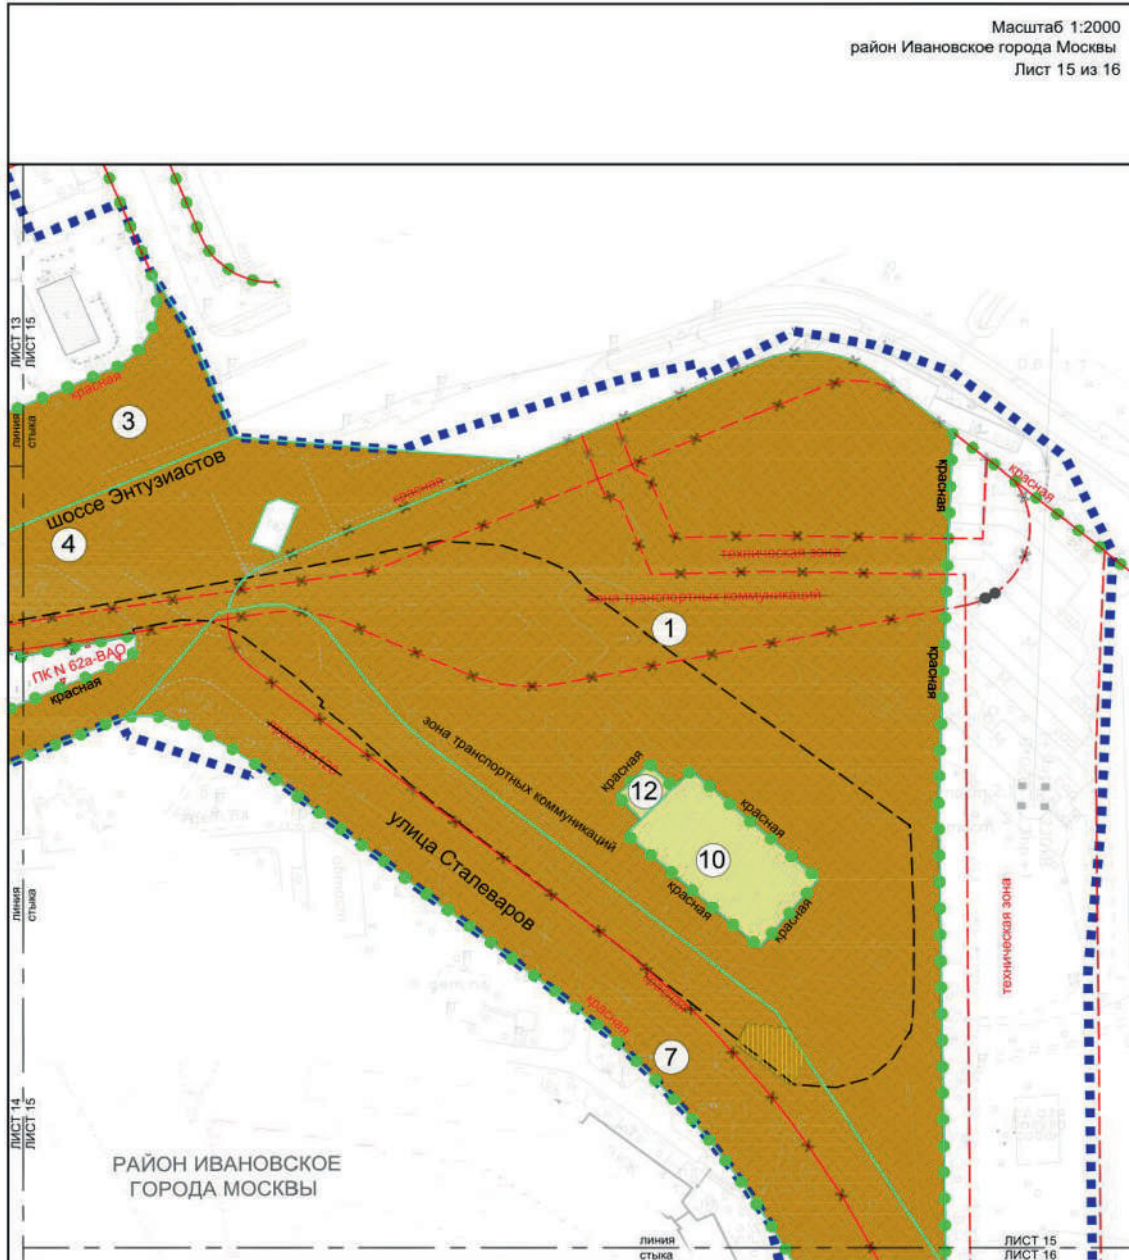 Масштаб 1:2000
район Ивановское города Москвы
Лист 15 из 16
ЛИСТ 13
ЛИСТ 15
красная
3
линия
стыка
шоссе Энтузиастов
красная
красная
красная
4
техническая зона
зона транспортных коммуникаций
1
ПК N 62а-ВАО
красная
красная
зона транспортных коммуникаций
красная
12
красная
10
улица Сталеваров
красная
красная
линия
стыка
техническая зона
красная
красная
7
ЛИСТ 14
ЛИСТ 15
РАЙОН ИВАНОВСКОЕ
ГОРОДА МОСКВЫ
линия
стыка
ЛИСТ 15
ЛИСТ 16